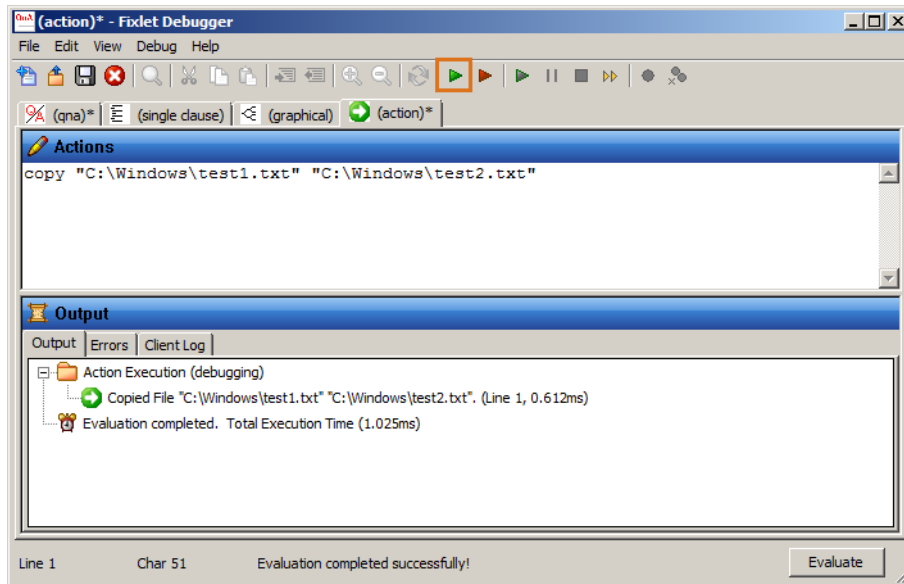 QnA (action)* - Fixlet Debugger
File Edit View Debug Help
(qna)* (single clause) (graphical) (action)*
Actions
copy "C:\Windows\test1.txt" "C:\Windows\test2.txt"
Output
Output Errors Client Log
Action Execution (debugging)
Copied File "C:\Windows\test1.txt" "C:\Windows\test2.txt". (Line 1, 0.612ms)
Evaluation completed. Total Execution Time (1.025ms)
Line 1 Char 51 Evaluation completed successfully! Evaluate